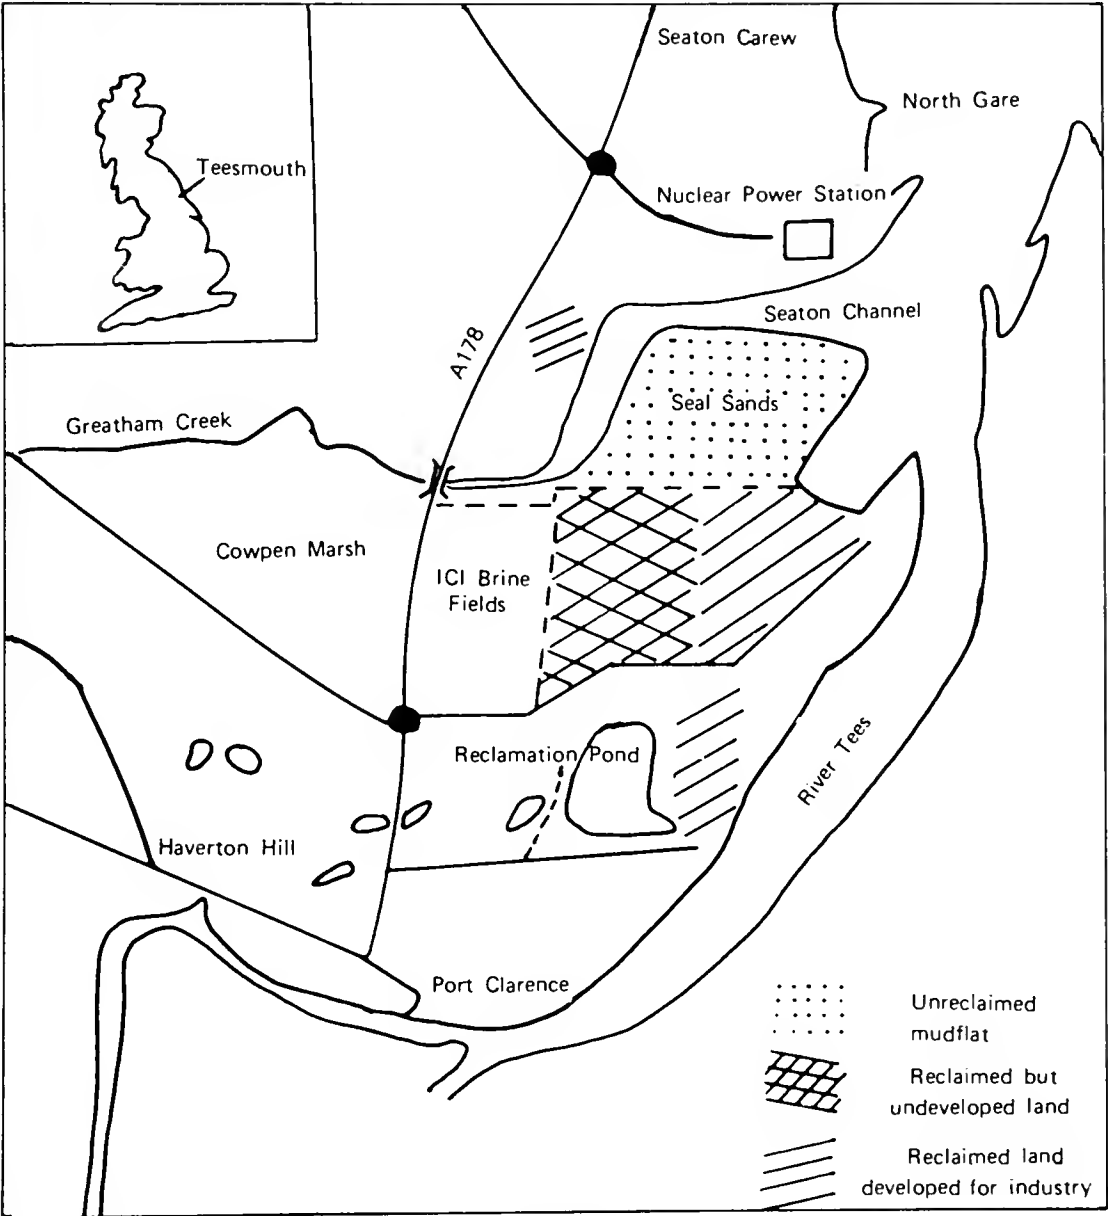 Seaton Carew
North Gare
Teesmouth
Nuclear Power Station
Seaton Channel
A178
Seal Sands
Greatham Creek
Cowpen Marsh
ICI Brine
Fields
River Tees
Reclamation Pond
Haverton Hill
Port Clarence
Unreclaimed
mudflat
Reclaimed but
undeveloped land
Reclaimed land
developed for industry